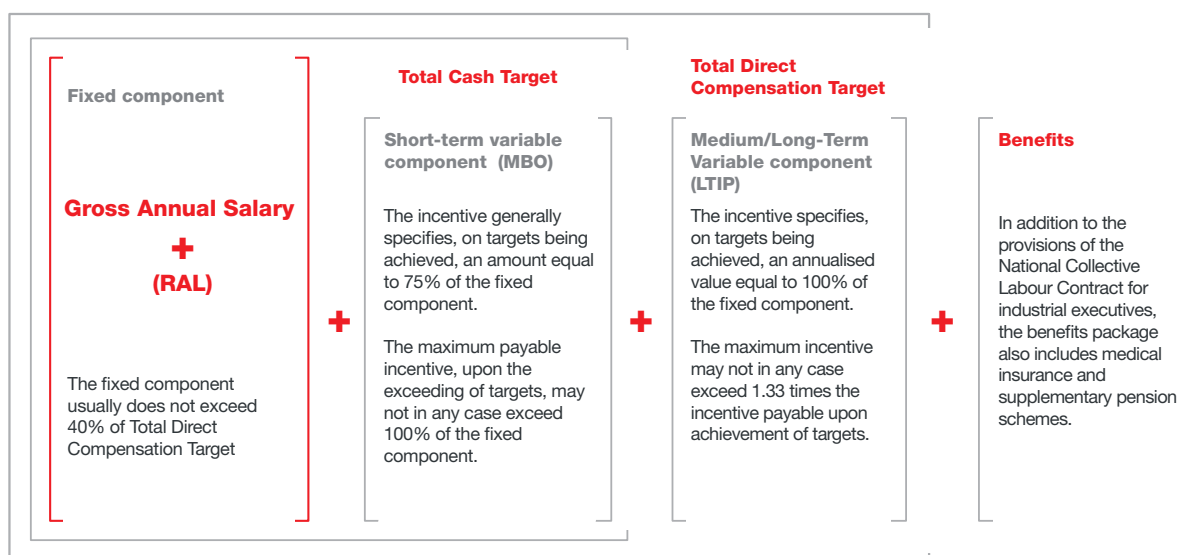 Fixed component
Gross Annual Salary
+
(RAL)
The fixed component
usually does not exceed
40% of Total Direct
Compensation Target
+
Total Cash Target
Short-term variable
component (MBO)
The incentive generally
specifies, on targets being
achieved, an amount equal
to 75% of the fixed
component.
The maximum payable
incentive, upon the
exceeding of targets, may
not in any case exceed
100% of the fixed
component.
+
Total Direct
Compensation Target
Medium/Long-Term
Variable component
(LTIP)
The incentive specifies,
on targets being
achieved, an annualised
value equal to 100% of
the fixed component.
The maximum incentive
may not in any case
exceed 1.33 times the
incentive payable upon
achievement of targets.
+
Benefits
In addition to the
provisions of the
National Collective
Labour Contract for
industrial executives,
the benefits package
also includes medical
insurance and
supplementary pension
schemes.